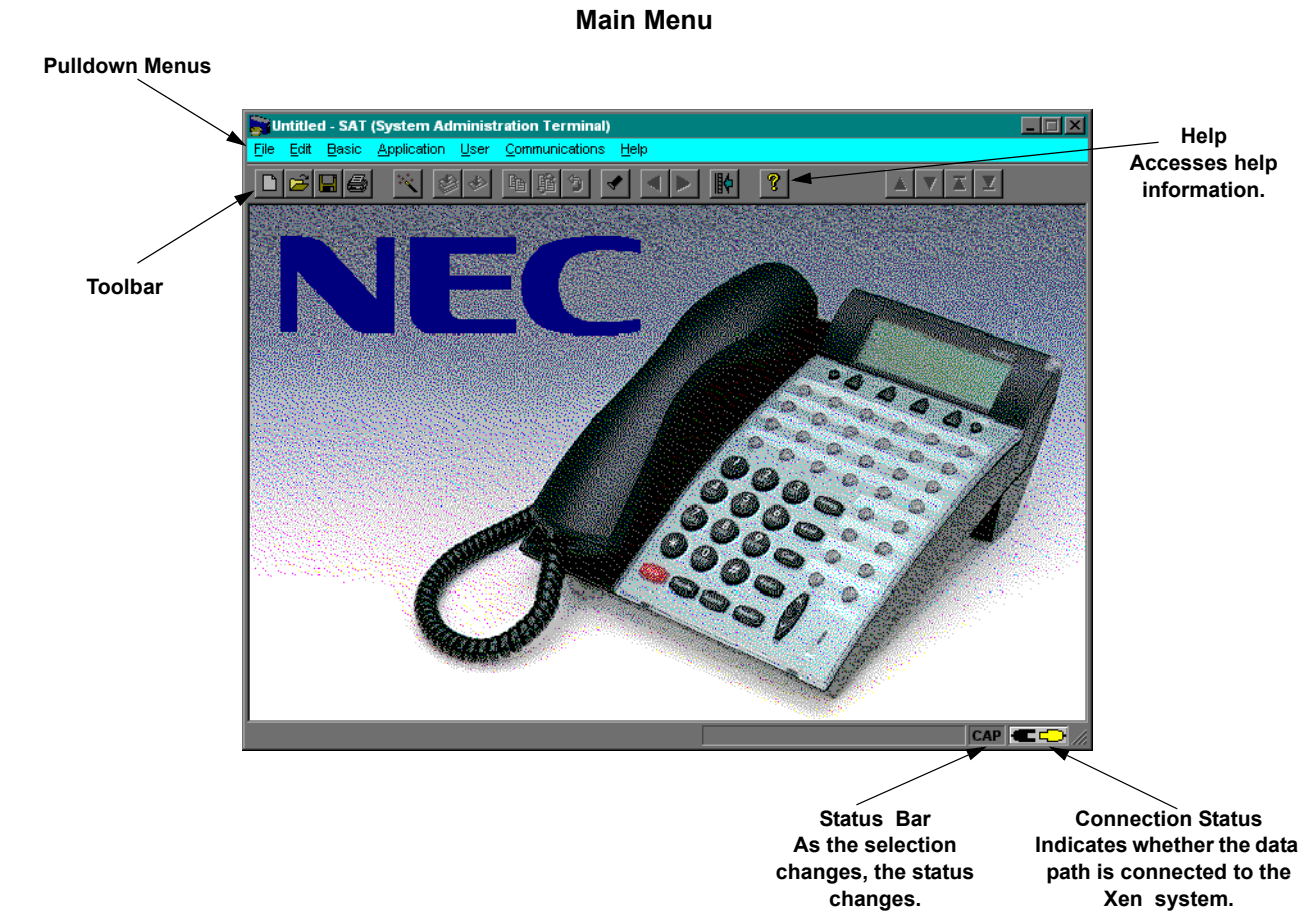 Main Menu
Pulldown Menus
Untitled - SAT (System Administration Terminal)
File Edit Basic Application User Communications Help
Help
Accesses help
information.
Toolbar
NEC
CAP
Status Bar
As the selection
changes, the status
changes.
Connection Status
Indicates whether the data
path is connected to the
Xen system.